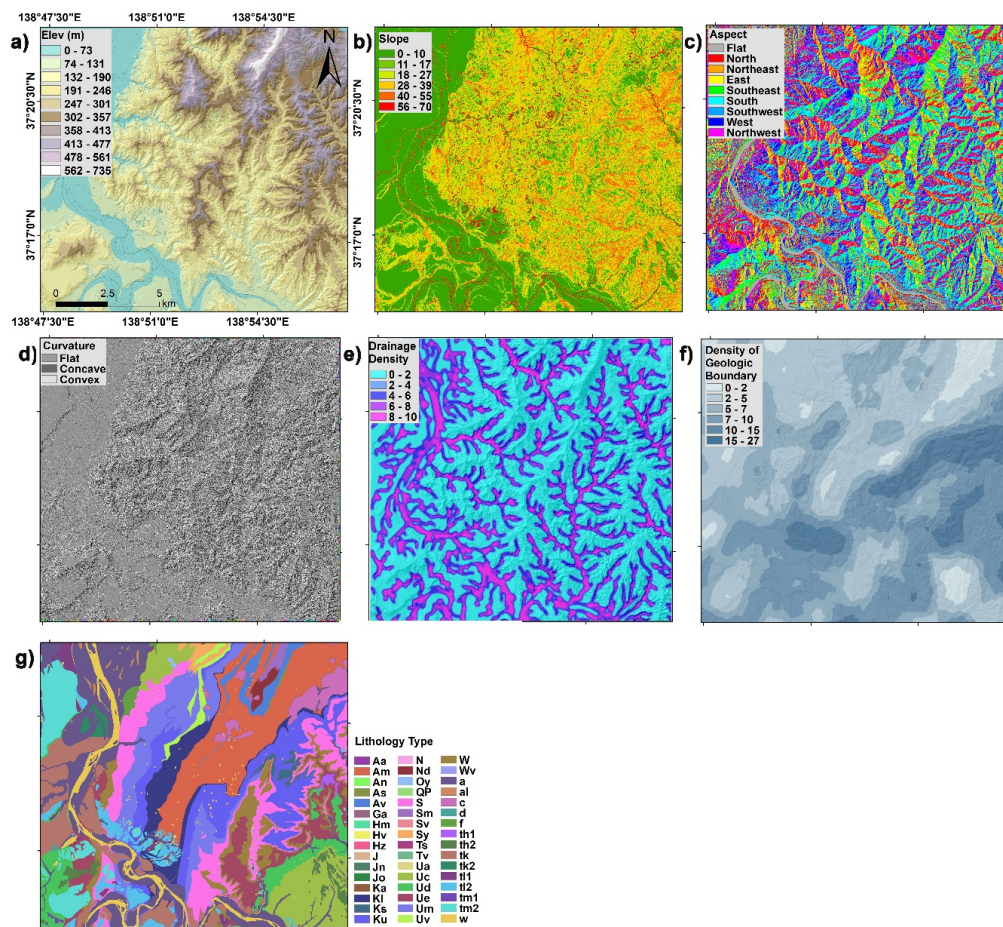 138°47'30"E 138°51'0"E 138°54'30"E
a)
Elev (m)
0 - 73
74 - 131
132 - 190
191 - 246
247 - 301
302 - 357
358 - 413
413 - 477
478 - 561
562 - 735
N
37°20'30"N
37°17'0"N
0 2.5 5
km
138°47'30"E 138°51'0"E 138°54'30"E
b)
Slope
0 - 10
11 - 17
18 - 27
28 - 39
40 - 55
56 - 70
37°20'30"N
37°17'0"N
c)
Aspect
Flat
North
Northeast
East
Southeast
South
Southwest
West
Northwest
d)
Curvature
Flat
Concave
Convex
e)
Drainage
Density
0 - 2
2 - 4
4 - 6
6 - 8
8 - 10
f)
Density of
Geologic
Boundary
0 - 2
2 - 5
5 - 7
7 - 10
10 - 15
15 - 27
g)
Lithology Type
Aa N W
Am Nd Wv
An Oy a
As QP al
Av S c
Ga Sm d
Hm Sv f
Hv Sy th1
Hz Ts th2
J Tv tk
Jn Ua tk2
Jo Uc tl1
Ka Ud tl2
Kl Ue tm1
Ks Um tm2
Ku Uv w